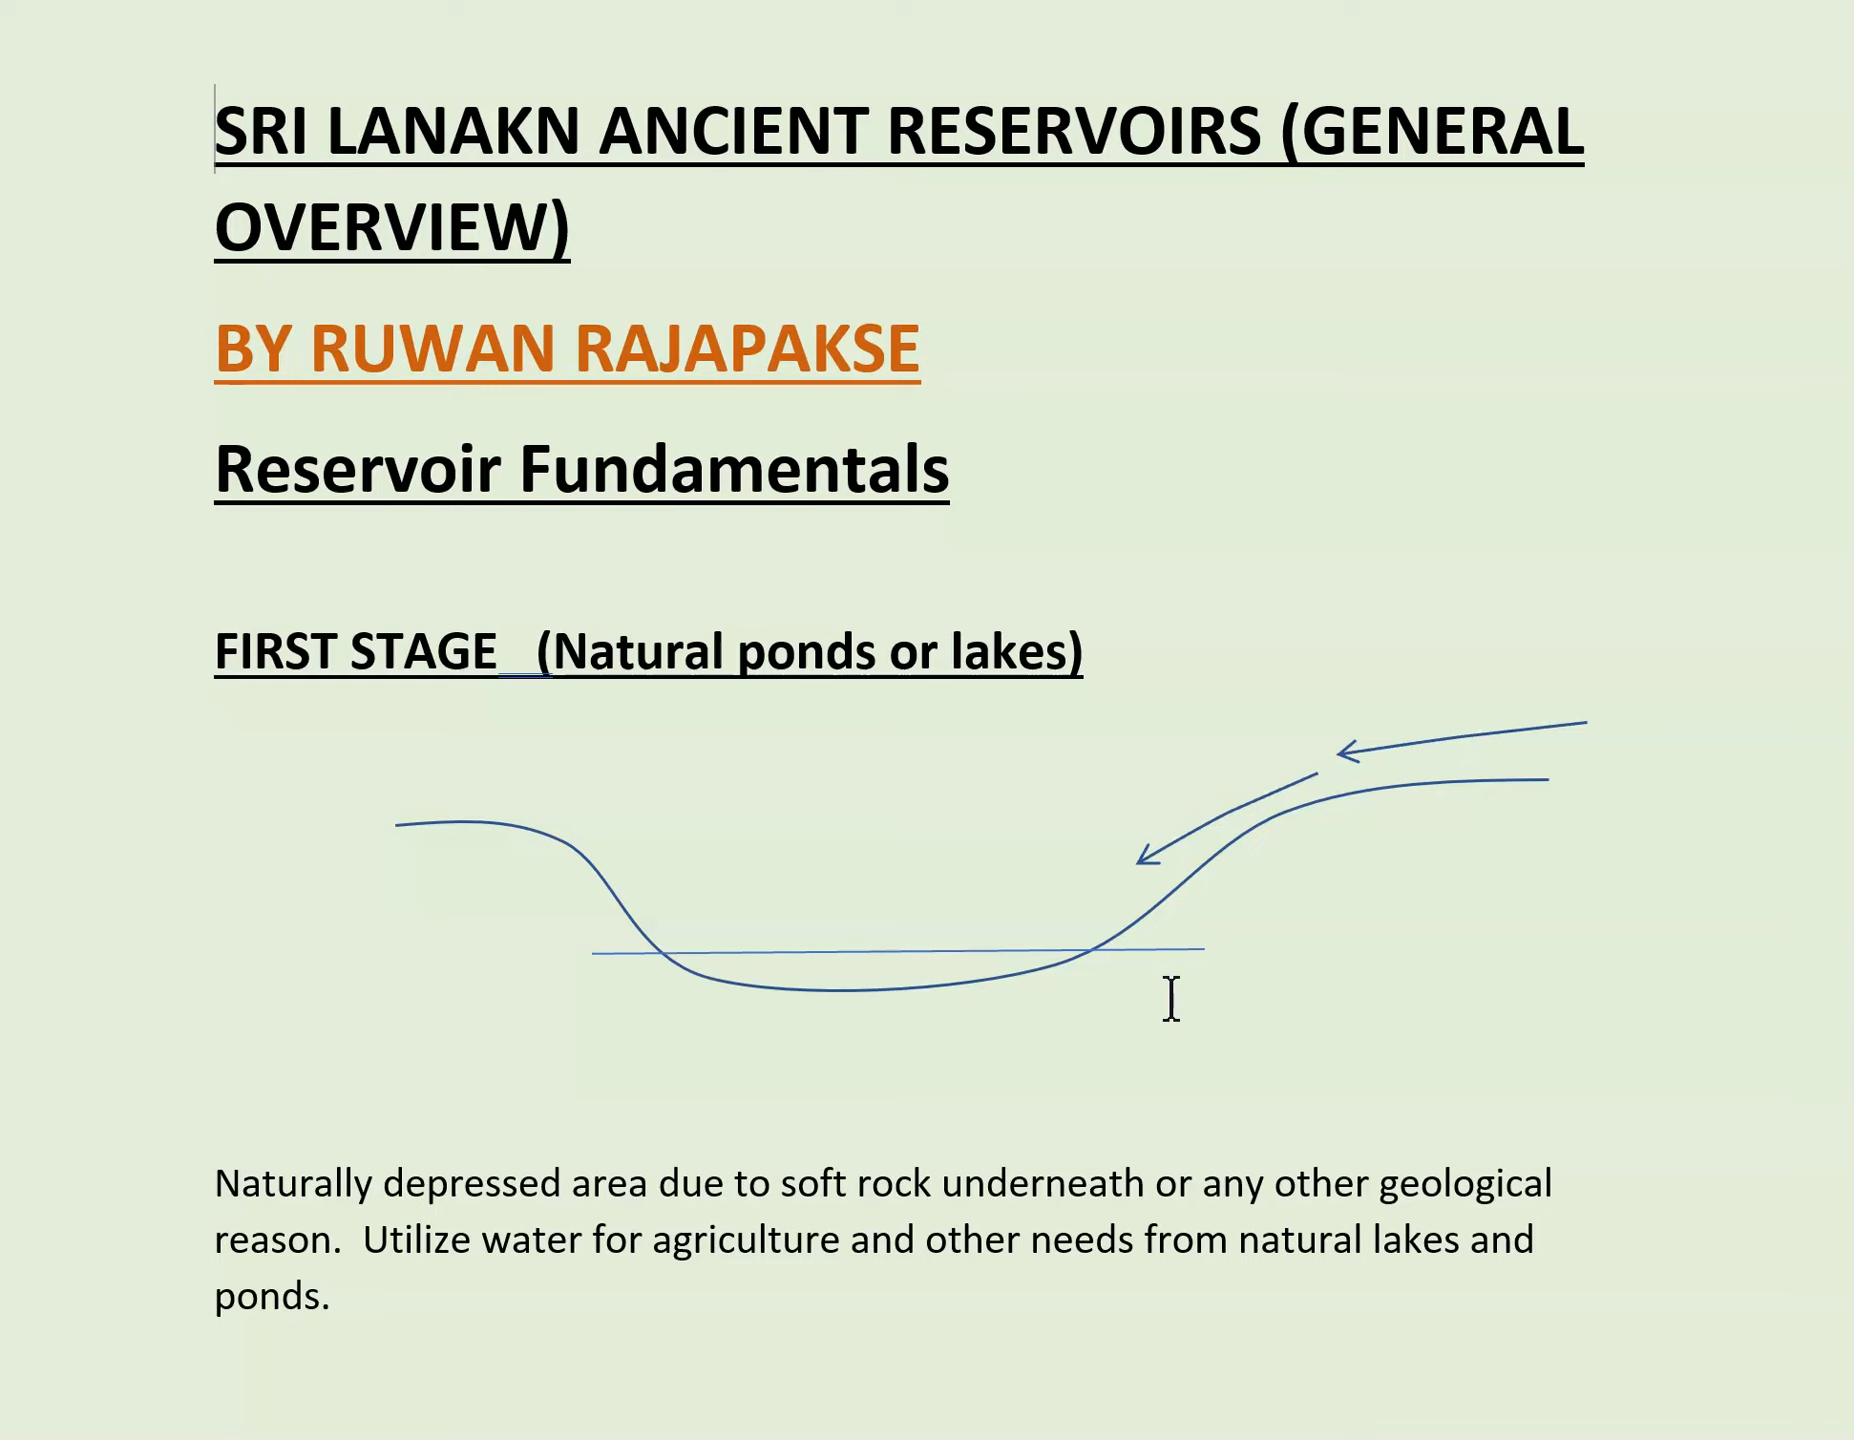 SRI LANAKN ANCIENT RESERVOIRS (GENERAL
OVERVIEW)
BY RUWAN RAJAPAKSE
Reservoir Fundamentals
FIRST STAGE   (Natural ponds or lakes)
Naturally depressed area due to soft rock underneath or any other geological
reason.  Utilize water for agriculture and other needs from natural lakes and
ponds.